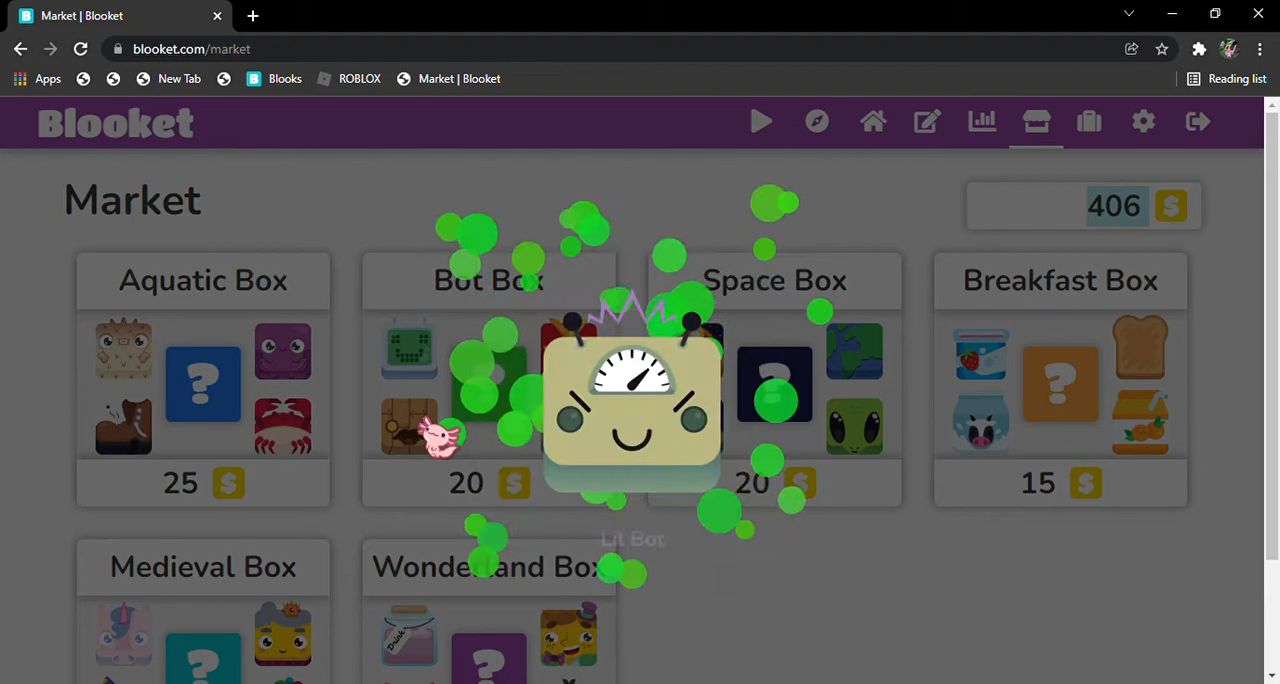 Market | Blooket
blooket.com/market
Apps
New Tab
B
Blooks
ROBLOX
Market | Blooket
Reading list
Blooket
Market
406 $
Aquatic Box
Bot Box
Space Box
Breakfast Box
?
?
?
25 $
20 $
20 $
15 $
Lil Bot
Medieval Box
Wonderland Box
?
Drink
?